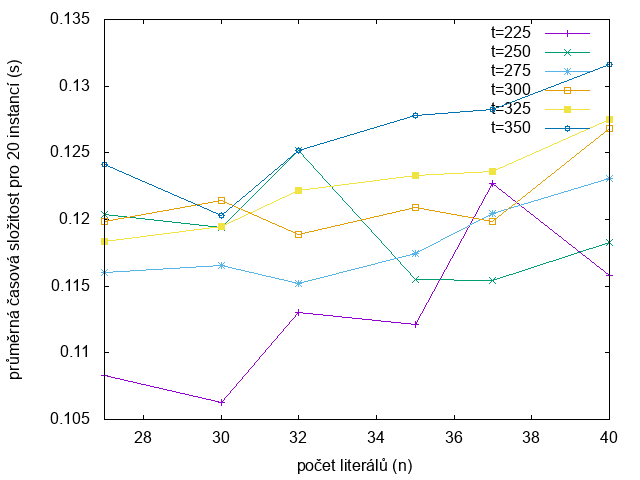 0.135
0.13
0.125
0.12
0.115
0.11
0.105
28
30
32
34
36
38
40
průměrná časová složitost pro 20 instancí (s)
počet literálů (n)
t=225
t=250
t=275
t=300
t=325
t=350